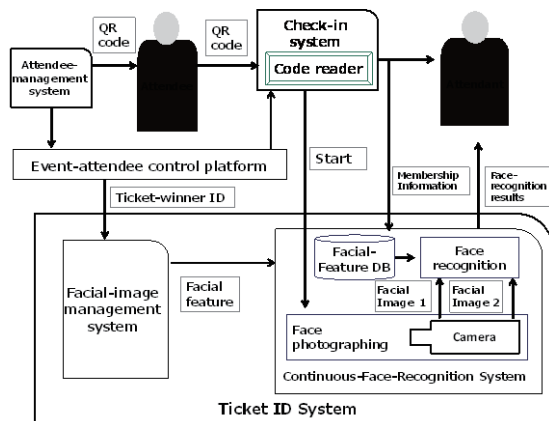 QR
code
QR
code
Check-in
system
Code reader
Attendee-
management
system
Event-attendee control platform
Start
Membership
Information
Face-
recognition
results
Ticket-winner ID
Facial-image
management
system
Facial
feature
Facial-
Feature DB
Face
recognition
Facial
Image 1
Facial
Image 2
Face
photographing
Camera
Continuous-Face-Recognition System
Ticket ID System